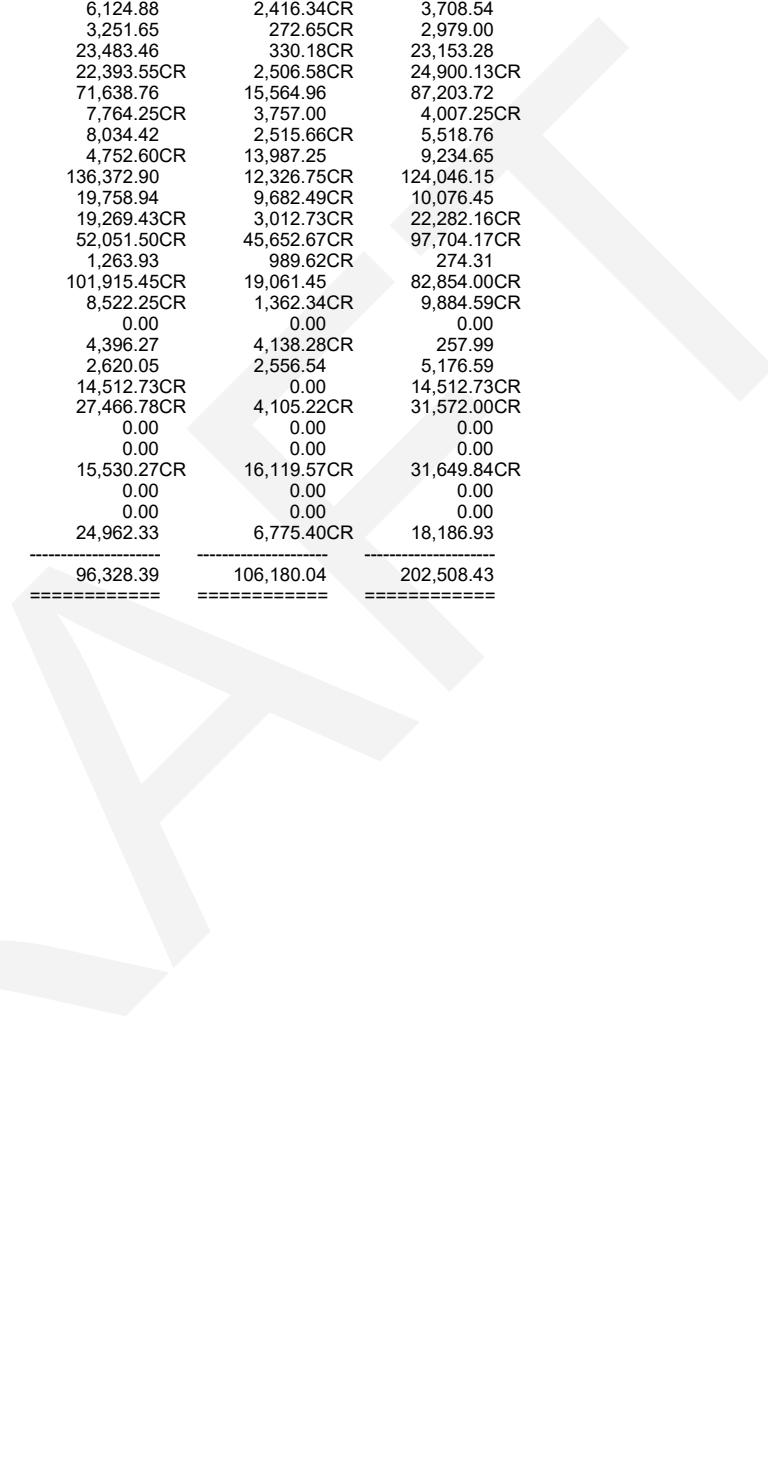 6,124.88 2,416.34CR 3,708.54
3,251.65 272.65CR 2,979.00
23,483.46 330.18CR 23,153.28
22,393.55CR 2,506.58CR 24,900.13CR
71,638.76 15,564.96 87,203.72
7,764.25CR 3,757.00 4,007.25CR
8,034.42 2,515.66CR 5,518.76
4,752.60CR 13,987.25 9,234.65
136,372.90 12,326.75CR 124,046.15
19,758.94 9,682.49CR 10,076.45
19,269.43CR 3,012.73CR 22,282.16CR
52,051.50CR 45,652.67CR 97,704.17CR
1,263.93 989.62CR 274.31
101,915.45CR 19,061.45 82,854.00CR
8,522.25CR 1,362.34CR 9,884.59CR
0.00 0.00 0.00
4,396.27 4,138.28CR 257.99
2,620.05 2,556.54 5,176.59
14,512.73CR 0.00 14,512.73CR
27,466.78CR 4,105.22CR 31,572.00CR
0.00 0.00 0.00
0.00 0.00 0.00
15,530.27CR 16,119.57CR 31,649.84CR
0.00 0.00 0.00
0.00 0.00 0.00
24,962.33 6,775.40CR 18,186.93
--------------------- --------------------- ---------------------
96,328.39 106,180.04 202,508.43
============ ============ ============